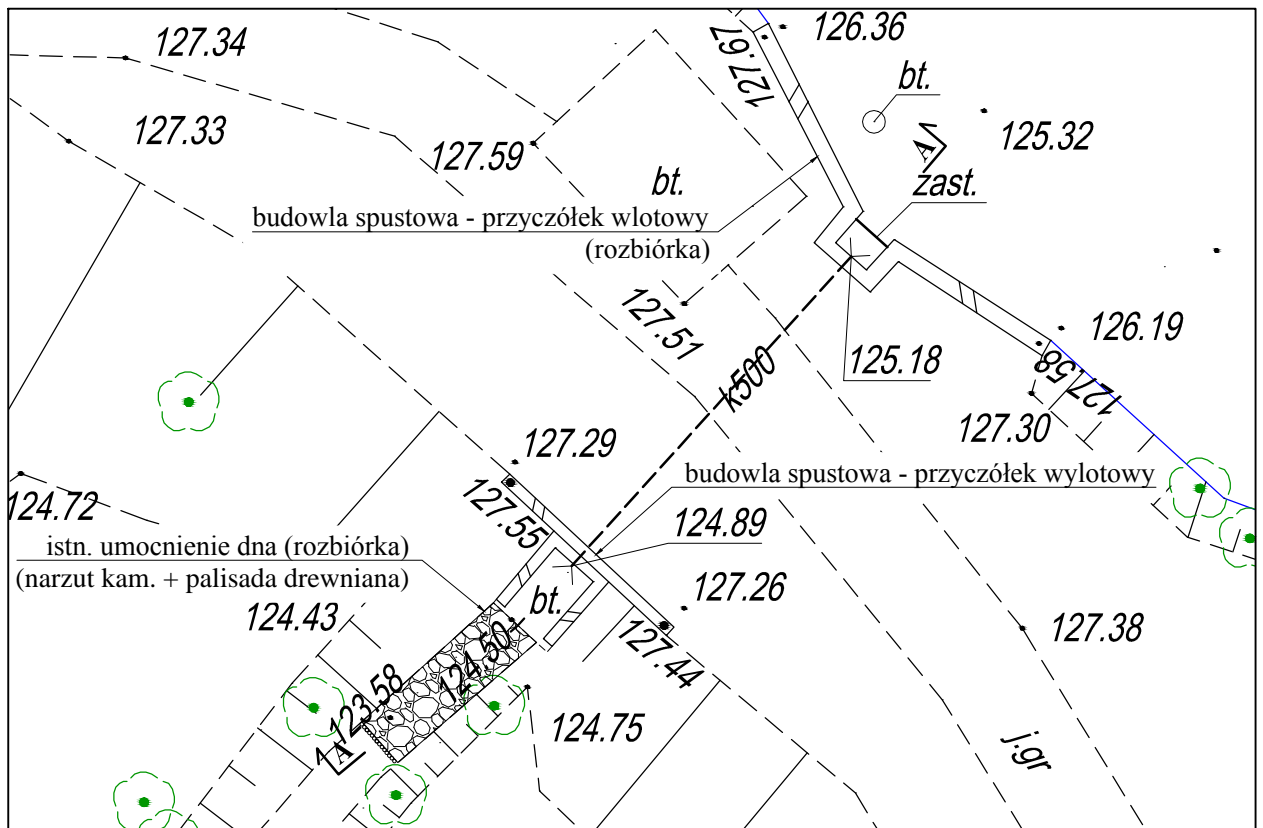 127.34
127.67
126.36
bt.
127.33
127.59
125.32
A
bt.
zast.
budowla spustowa - przyczółek wlotowy
(rozbiórka)
127.51
k500
125.18
126.19
127.58
127.30
127.29
budowla spustowa - przyczółek wylotowy
124.72
127.55
124.89
istn. umocnienie dna (rozbiórka)
(narzut kam. + palisada drewniana)
bt.
127.26
124.43
124.50
127.44
127.38
123.58
A
124.75
j.gr